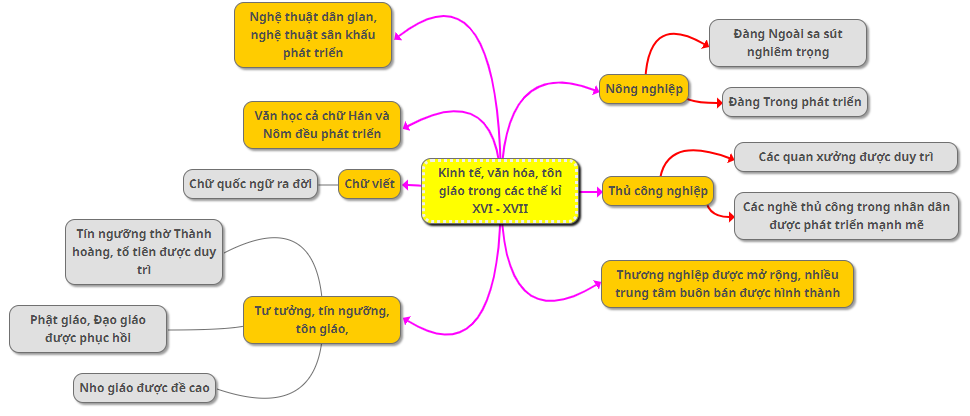 Nghệ thuật dân gian,
nghệ thuật sân khấu
phát triển
Văn học cả chữ Hán và
Nôm đều phát triển
Chữ quốc ngữ ra đời
Chữ viết
Tín ngưỡng thờ Thành
hoàng, tổ tiên được duy
trì
Phật giáo, Đạo giáo
được phục hồi
Nho giáo được đề cao
Tư tưởng, tín ngưỡng,
tôn giáo,
Kinh tế, văn hóa, tôn
giáo trong các thế kỉ
XVI - XVII
Nông nghiệp
Đàng Ngoài sa sút
nghiêm trọng
Đàng Trong phát triển
Thủ công nghiệp
Các quan xưởng được duy trì
Các nghề thủ công trong nhân dân
được phát triển mạnh mẽ
Thương nghiệp được mở rộng, nhiều
trung tâm buôn bán được hình thành